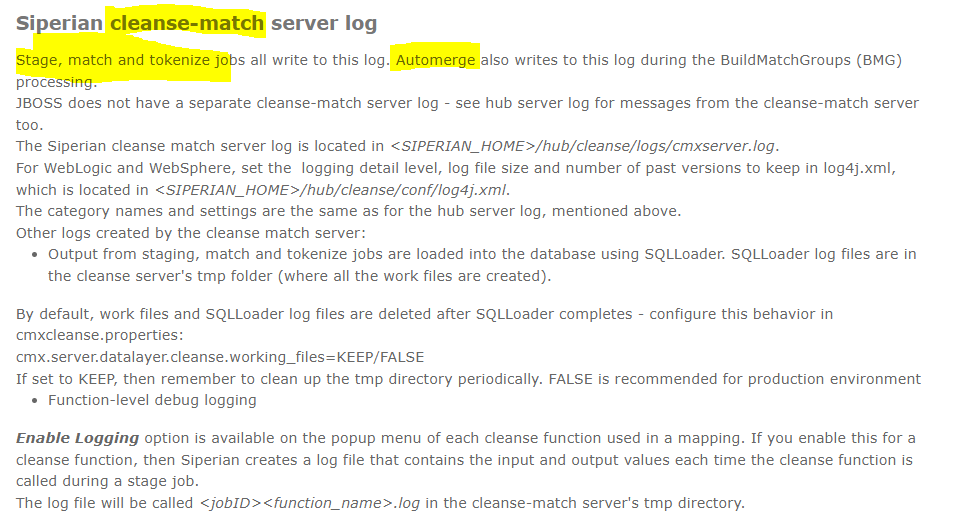 Siperian cleanse-match server log
Stage, match and tokenize jobs all write to this log. Automerge also writes to this log during the BuildMatchGroups (BMG)
processing.
JBOSS does not have a separate cleanse-match server log - see hub server log for messages from the cleanse-match server
too.
The Siperian cleanse match server log is located in <SIPERIAN_HOME>/hub/cleanse/logs/cmxserver.log.
For WebLogic and WebSphere, set the  logging detail level, log file size and number of past versions to keep in log4j.xml,
which is located in <SIPERIAN_HOME>/hub/cleanse/conf/log4j.xml.
The category names and settings are the same as for the hub server log, mentioned above.
Other logs created by the cleanse match server:
• Output from staging, match and tokenize jobs are loaded into the database using SQLLoader. SQLLoader log files are in
the cleanse server's tmp folder (where all the work files are created).
By default, work files and SQLLoader log files are deleted after SQLLoader completes - configure this behavior in
cmxcleanse.properties:
cmx.server.datalayer.cleanse.working_files=KEEP/FALSE
If set to KEEP, then remember to clean up the tmp directory periodically. FALSE is recommended for production environment
• Function-level debug logging
Enable Logging option is available on the popup menu of each cleanse function used in a mapping. If you enable this for a
cleanse function, then Siperian creates a log file that contains the input and output values each time the cleanse function is
called during a stage job.
The log file will be called <jobID><function_name>.log in the cleanse-match server's tmp directory.